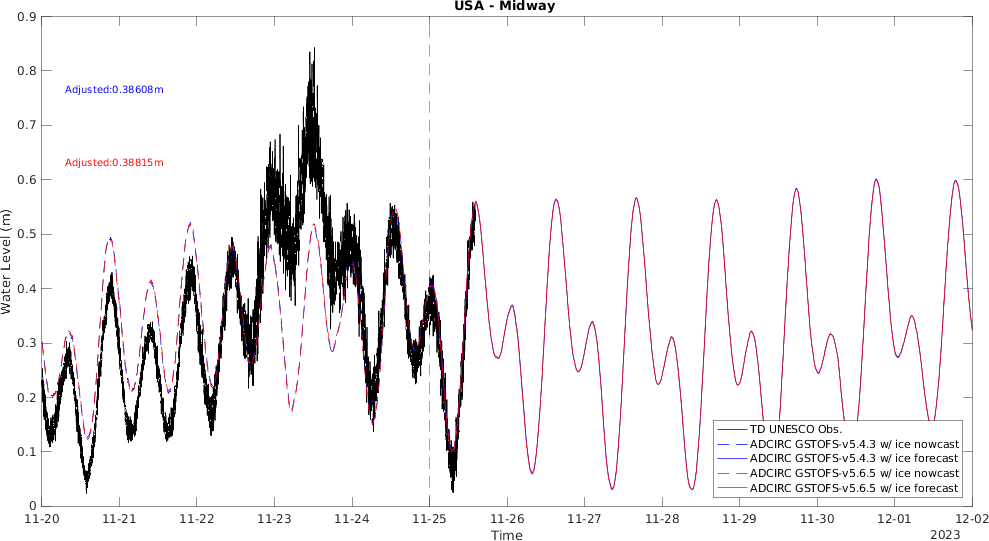 USA - Midway
0.9
0.8
0.7
0.6
0.5
0.4
0.3
0.2
0.1
0
Water Level (m)
Adjusted:0.38608m
Adjusted:0.38815m
TD UNESCO Obs.
ADCIRC GSTOFS-v5.4.3 w/ ice nowcast
ADCIRC GSTOFS-v5.4.3 w/ ice forecast
ADCIRC GSTOFS-v5.6.5 w/ ice nowcast
ADCIRC GSTOFS-v5.6.5 w/ ice forecast
11-20 11-21 11-22 11-23 11-24 11-25 11-26 11-27 11-28 11-29 11-30 12-01 12-02
Time
2023